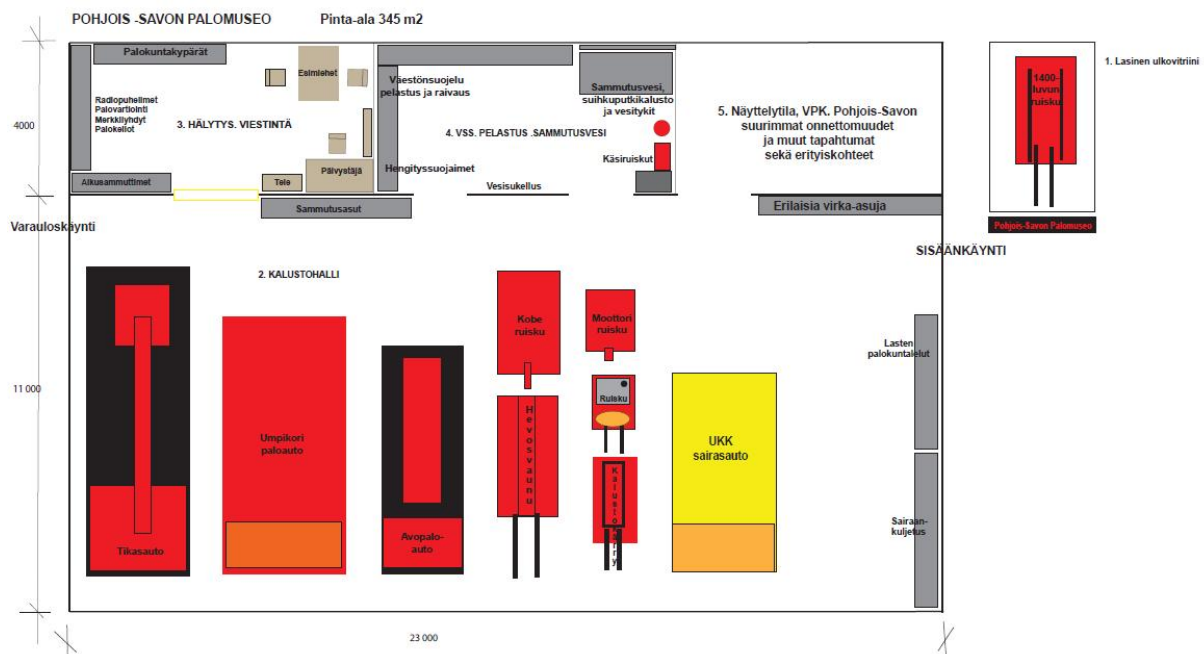 POHJOIS -SAVON PALOMUSEO Pinta-ala 345 m2
Palokuntakypärät
Esimiehet
Radiopuhelimet
Palovartiointi
Merkkilyhdyt
Palokellot
3. HÄLYTYS. VIESTINTÄ
Alkusammuttimet
Tele
Päivystäjä
Väestönsuojelu
pelastus ja raivaus
4. VSS. PELASTUS .SAMMUTUSVESI
Hengityssuojaimet
Sammutusvesi,
suihkuputkikalusto
ja vesitykit
Käsiruiskut
Vesisukellus
5. Näyttelytila, VPK. Pohjois-Savon
suurimmat onnettomuudet
ja muut tapahtumat
sekä erityiskohteet
1400-
luvun
ruisku
1. Lasinen ulkovitriini
Pohjois-Savon Palomuseo
4000
Sammutusasut
Erilaisia virka-asuja
Varauloskäynti
SISÄÄNKÄYNTI
2. KALUSTOHALLI
Tikasauto
Umpikori
paloauto
Avopalo-
auto
Kobe
ruisku
Hevosvaunu
Moottori
ruisku
Ruisku
Kalustokärry
UKK
sairasauto
Lasten
palokuntalelut
Sairaan-
kuljetus
11 000
23 000